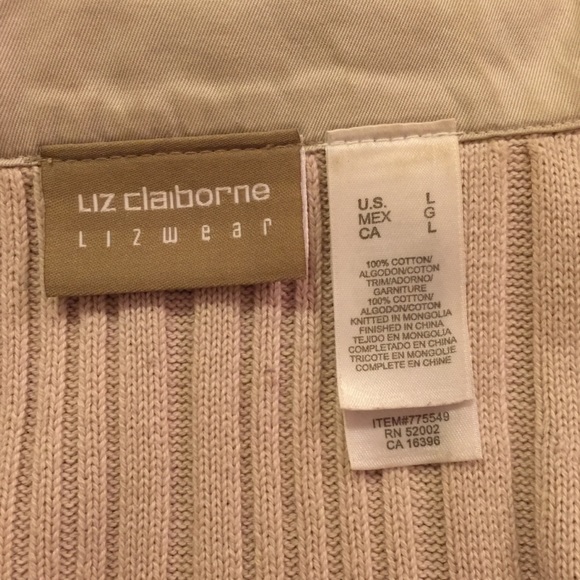 LIZ claiborne
LIZWEAR
U.S. L
MEX G
CA L
100% COTTON/
ALGODON/COTON
TRIM/ADORNO/
GARNITURE
100% COTTON/
ALGODON/COTON
KNITTED IN MONGOLIA
FINISHED IN CHINA
TEJIDO EN MONGOLIA
COMPLETADO EN CHINA
TRICOTE EN MONGOLIE
COMPLETE EN CHINE
ITEM#775549
RN 52002
CA 16396